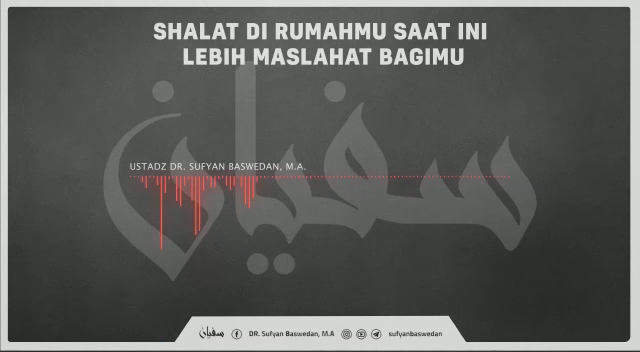 SHALAT DI RUMAHMU SAAT INI
LEBIH MASLAHAT BAGIMU
سفيان
USTADZ DR. SUFYAN BASWEDAN, M.A.
سفيان DR. Sufyan Baswedan, M.A sufyanbaswedan